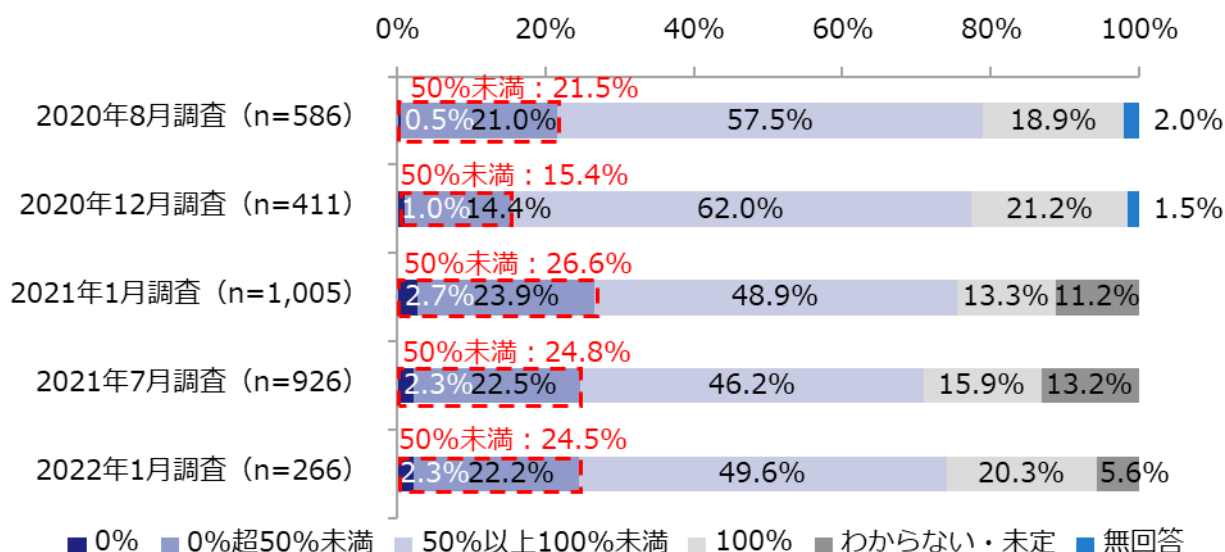 0% 20% 40% 60% 80% 100%
50%未満：21.5%
2020年8月調査（n=586） 0.5% 21.0% 57.5% 18.9% 2.0%
50%未満：15.4%
2020年12月調査（n=411） 1.0% 14.4% 62.0% 21.2% 1.5%
50%未満：26.6%
2021年1月調査（n=1,005） 2.7% 23.9% 48.9% 13.3% 11.2%
50%未満：24.8%
2021年7月調査（n=926） 2.3% 22.5% 46.2% 15.9% 13.2%
50%未満：24.5%
2022年1月調査（n=266） 2.3% 22.2% 49.6% 20.3% 5.6%
0% 0%超50%未満 50%以上100%未満 100% わからない・未定 無回答